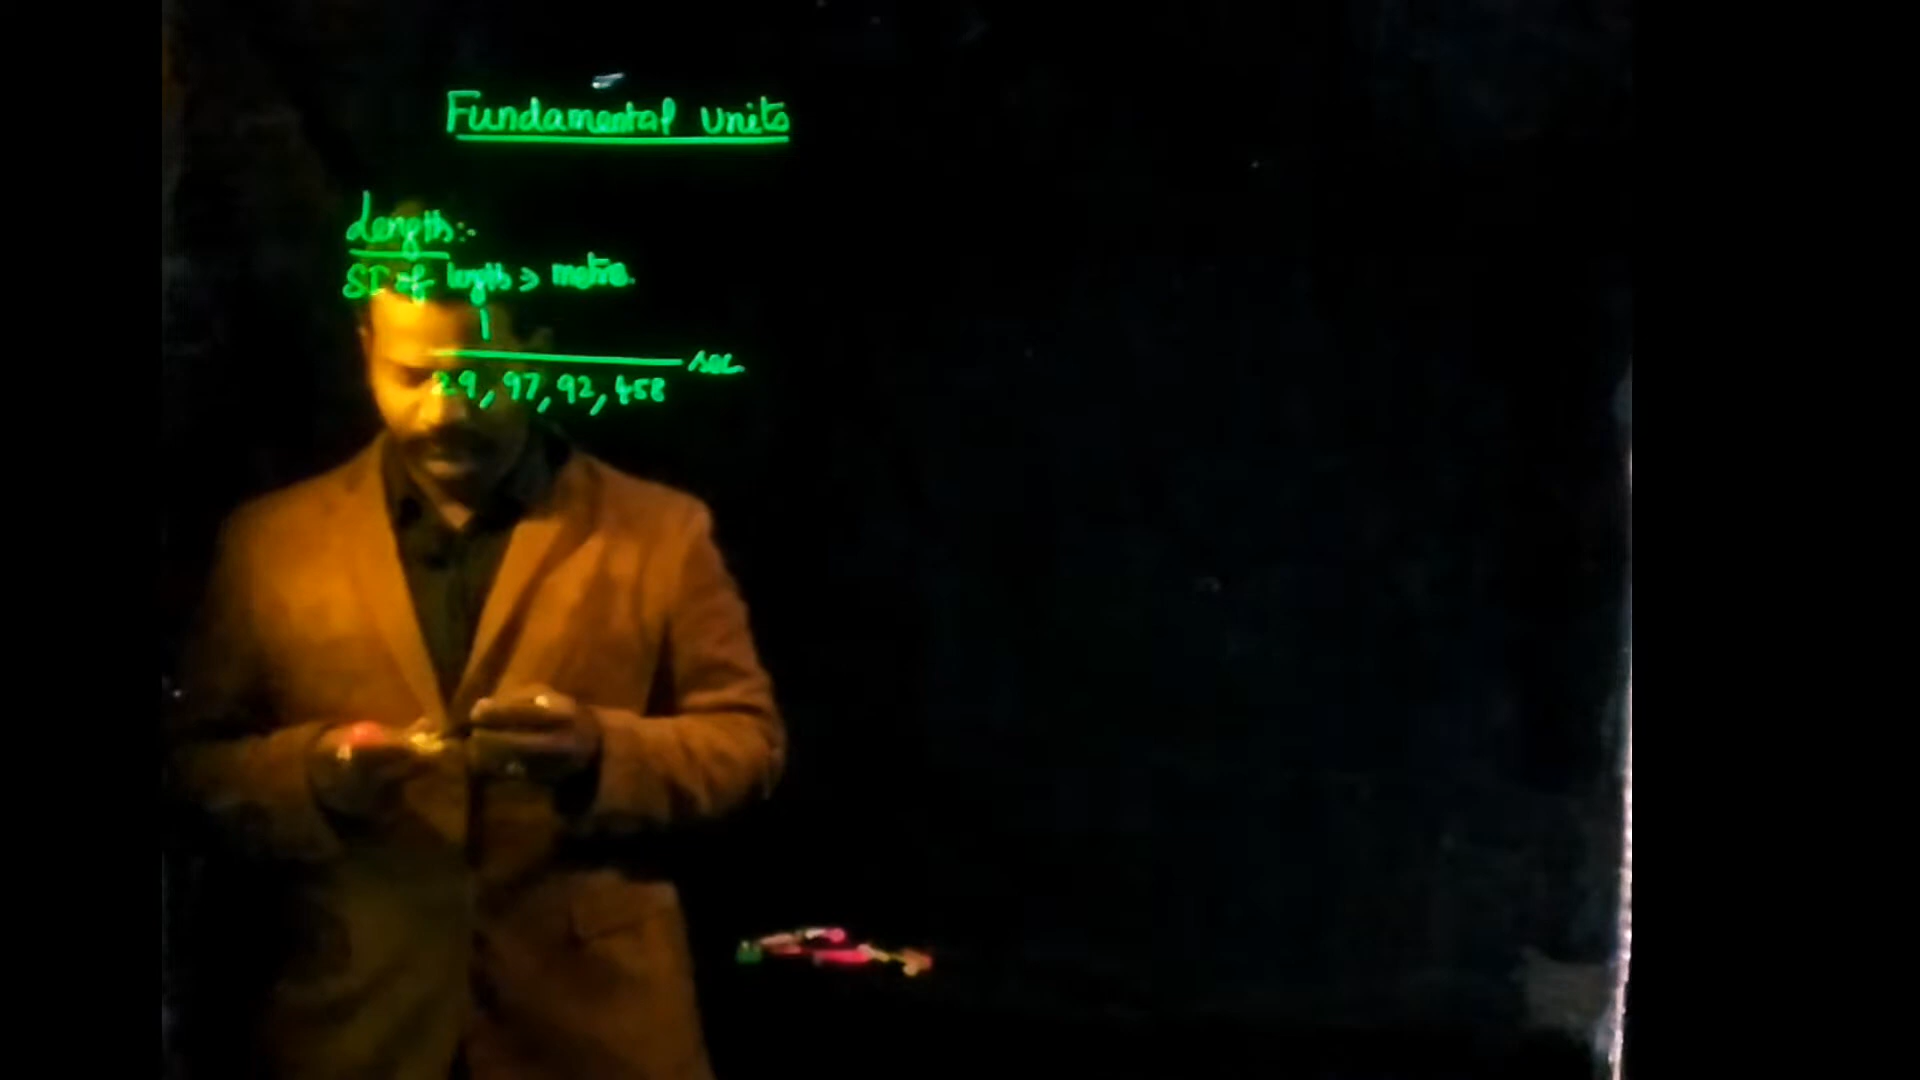 Fundamental units
Length:-
SI of length → metre.
1
sec
29,97,92,458